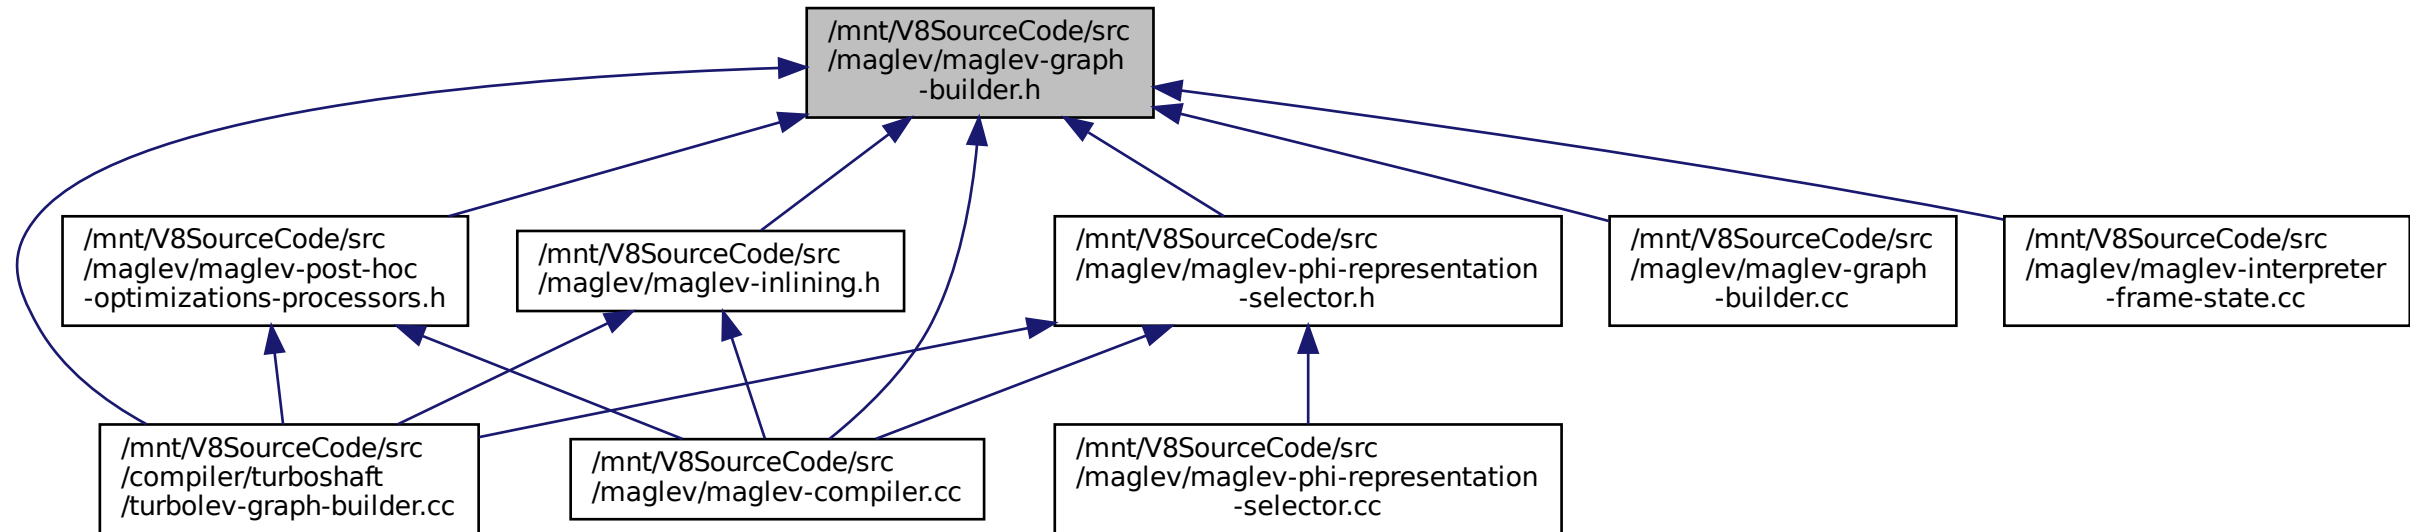 /mnt/V8SourceCode/src
/maglev/maglev-graph
-builder.h
/mnt/V8SourceCode/src
/maglev/maglev-post-hoc
-optimizations-processors.h
/mnt/V8SourceCode/src
/maglev/maglev-inlining.h
/mnt/V8SourceCode/src
/maglev/maglev-phi-representation
-selector.h
/mnt/V8SourceCode/src
/maglev/maglev-graph
-builder.cc
/mnt/V8SourceCode/src
/maglev/maglev-interpreter
-frame-state.cc
/mnt/V8SourceCode/src
/compiler/turboshaft
/turbolev-graph-builder.cc
/mnt/V8SourceCode/src
/maglev/maglev-compiler.cc
/mnt/V8SourceCode/src
/maglev/maglev-phi-representation
-selector.cc